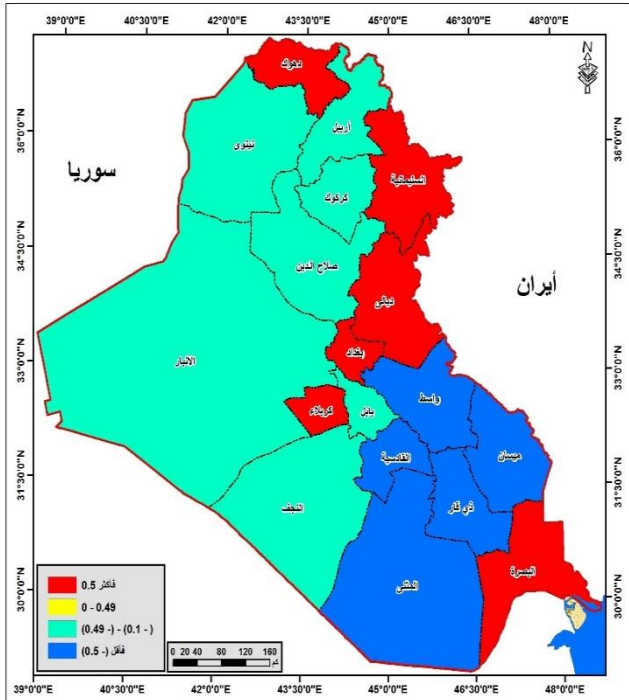 39°0'0"E 40°30'0"E 42°0'0"E 43°30'0"E 45°0'0"E 46°30'0"E 48°0'0"E
N
36°0'0"N
36°0'0"N
34°30'0"N
34°30'0"N
33°0'0"N
33°0'0"N
31°30'0"N
31°30'0"N
30°0'0"N
30°0'0"N
سوريا
أيران
دهوك
نينوى
أربيل
السليمانية
كركوك
صلاح الدين
ديالى
الانبار
بغداد
كربلاء
بابل
واسط
النجف
القادسية
ميسان
ذي قار
المثنى
البصرة
فأكثر 0.5
0 - 0.49
(0.49 -) - (0.1 - )
فأقل (-) 0.5)
0 20 40 80 120 160
كم
39°0'0"E 40°30'0"E 42°0'0"E 43°30'0"E 45°0'0"E 46°30'0"E 48°0'0"E